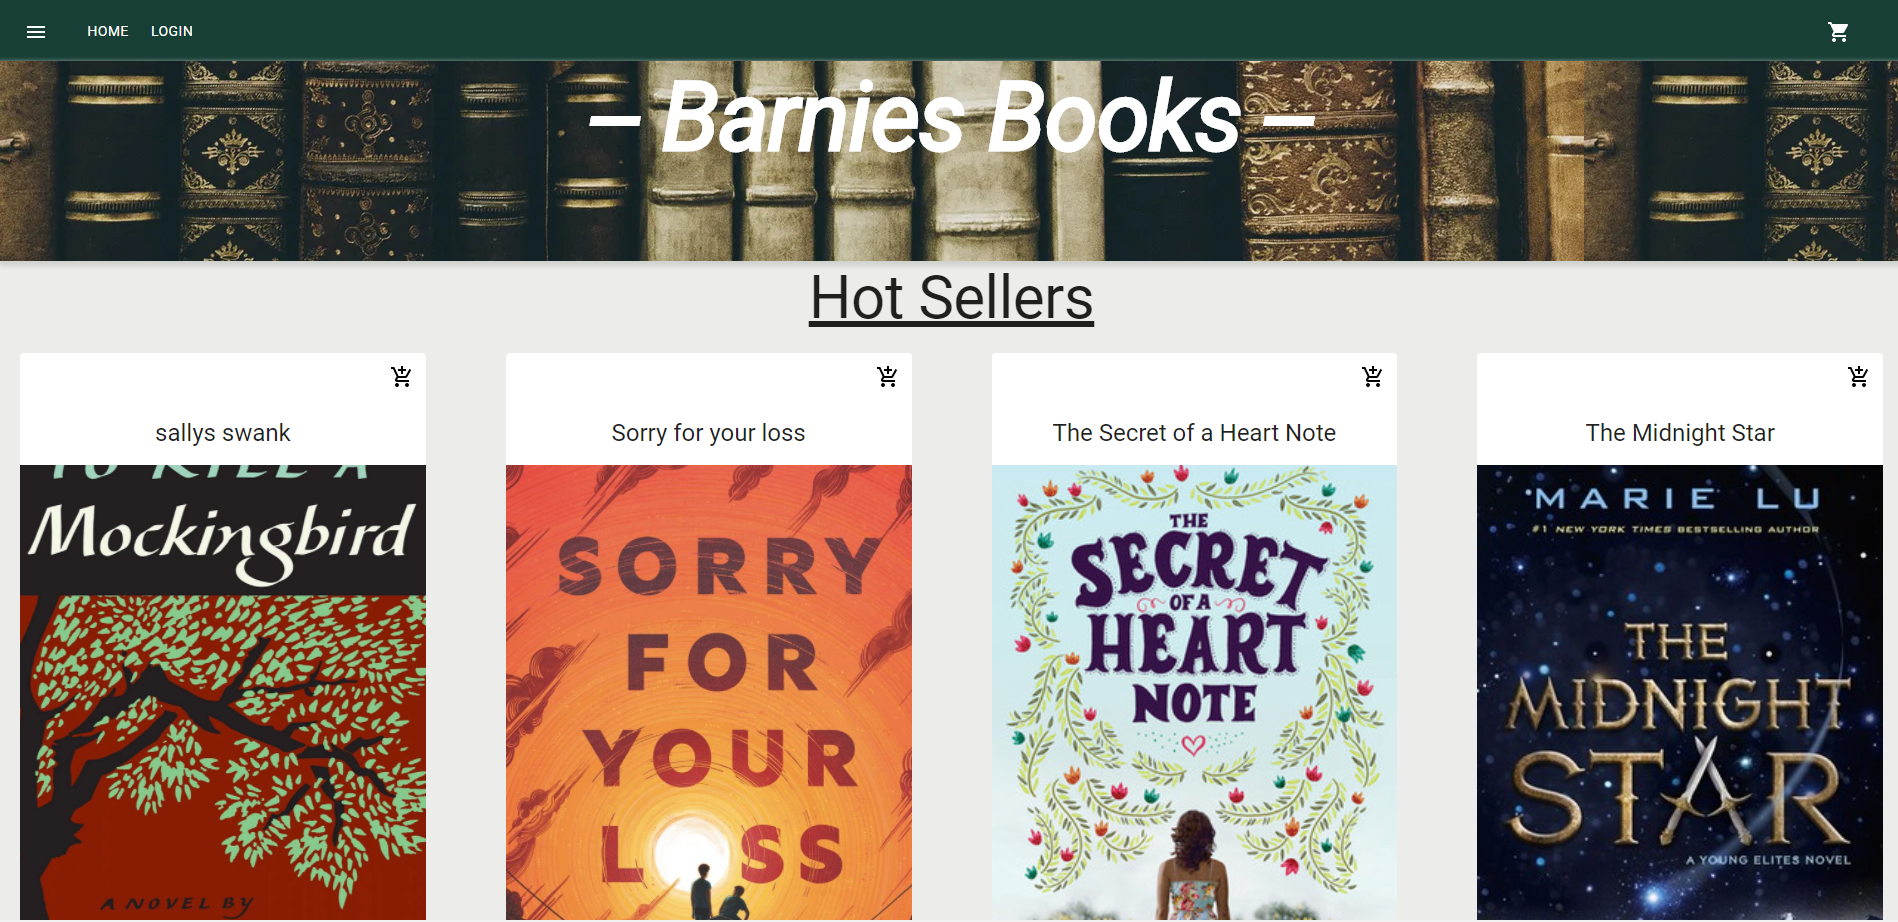 HOME LOGIN
– Barnies Books –
Hot Sellers
sallys swank
TO KILL A
Mockingbird
A NOVEL BY
Sorry for your loss
SORRY
FOR
YOUR
LOSS
The Secret of a Heart Note
THE
SECRET
OF A
HEART
NOTE
The Midnight Star
MARIE LU
#1 NEW YORK TIMES BESTSELLING AUTHOR
THE
MIDNIGHT
STAR
A YOUNG ELITES NOVEL